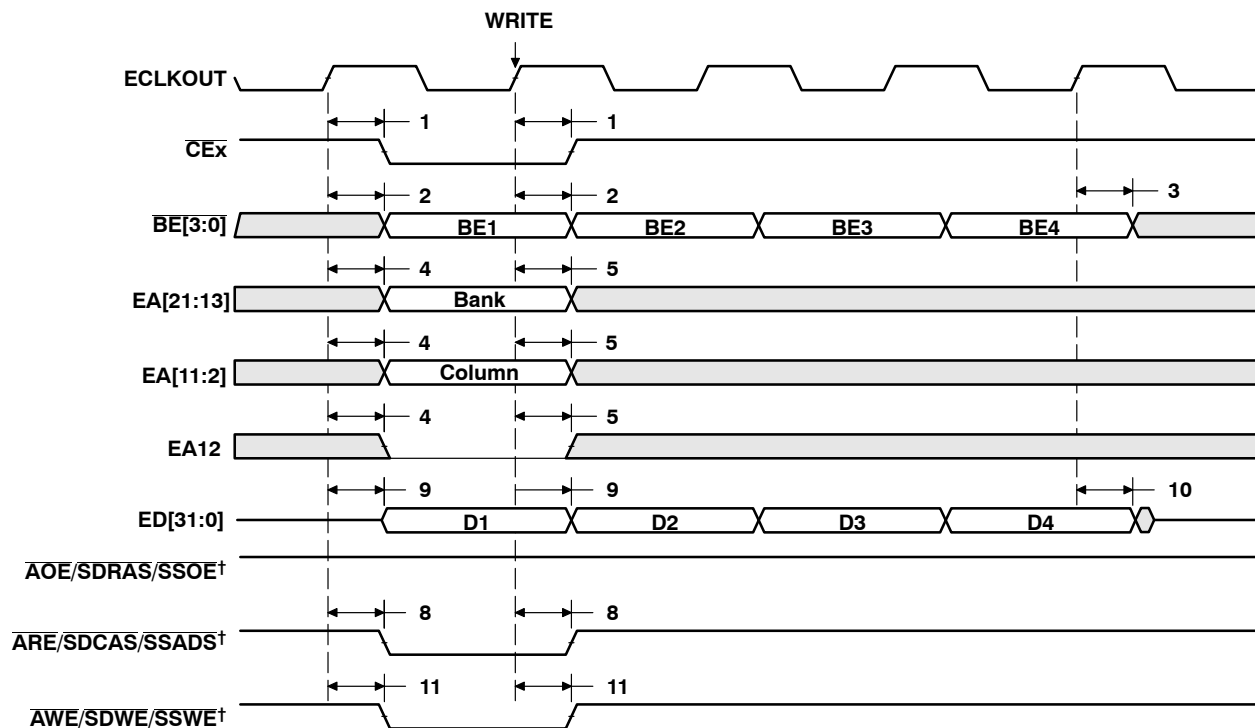 WRITE
ECLKOUT
1 1
CEx
2 2 3
BE[3:0] BE1 BE2 BE3 BE4
4 5
EA[21:13] Bank
4 5
EA[11:2] Column
4 5
EA12
9 9 10
ED[31:0] D1 D2 D3 D4
AOE/SDRAS/SSOE†
8 8
ARE/SDCAS/SSADS†
11 11
AWE/SDWE/SSWE†